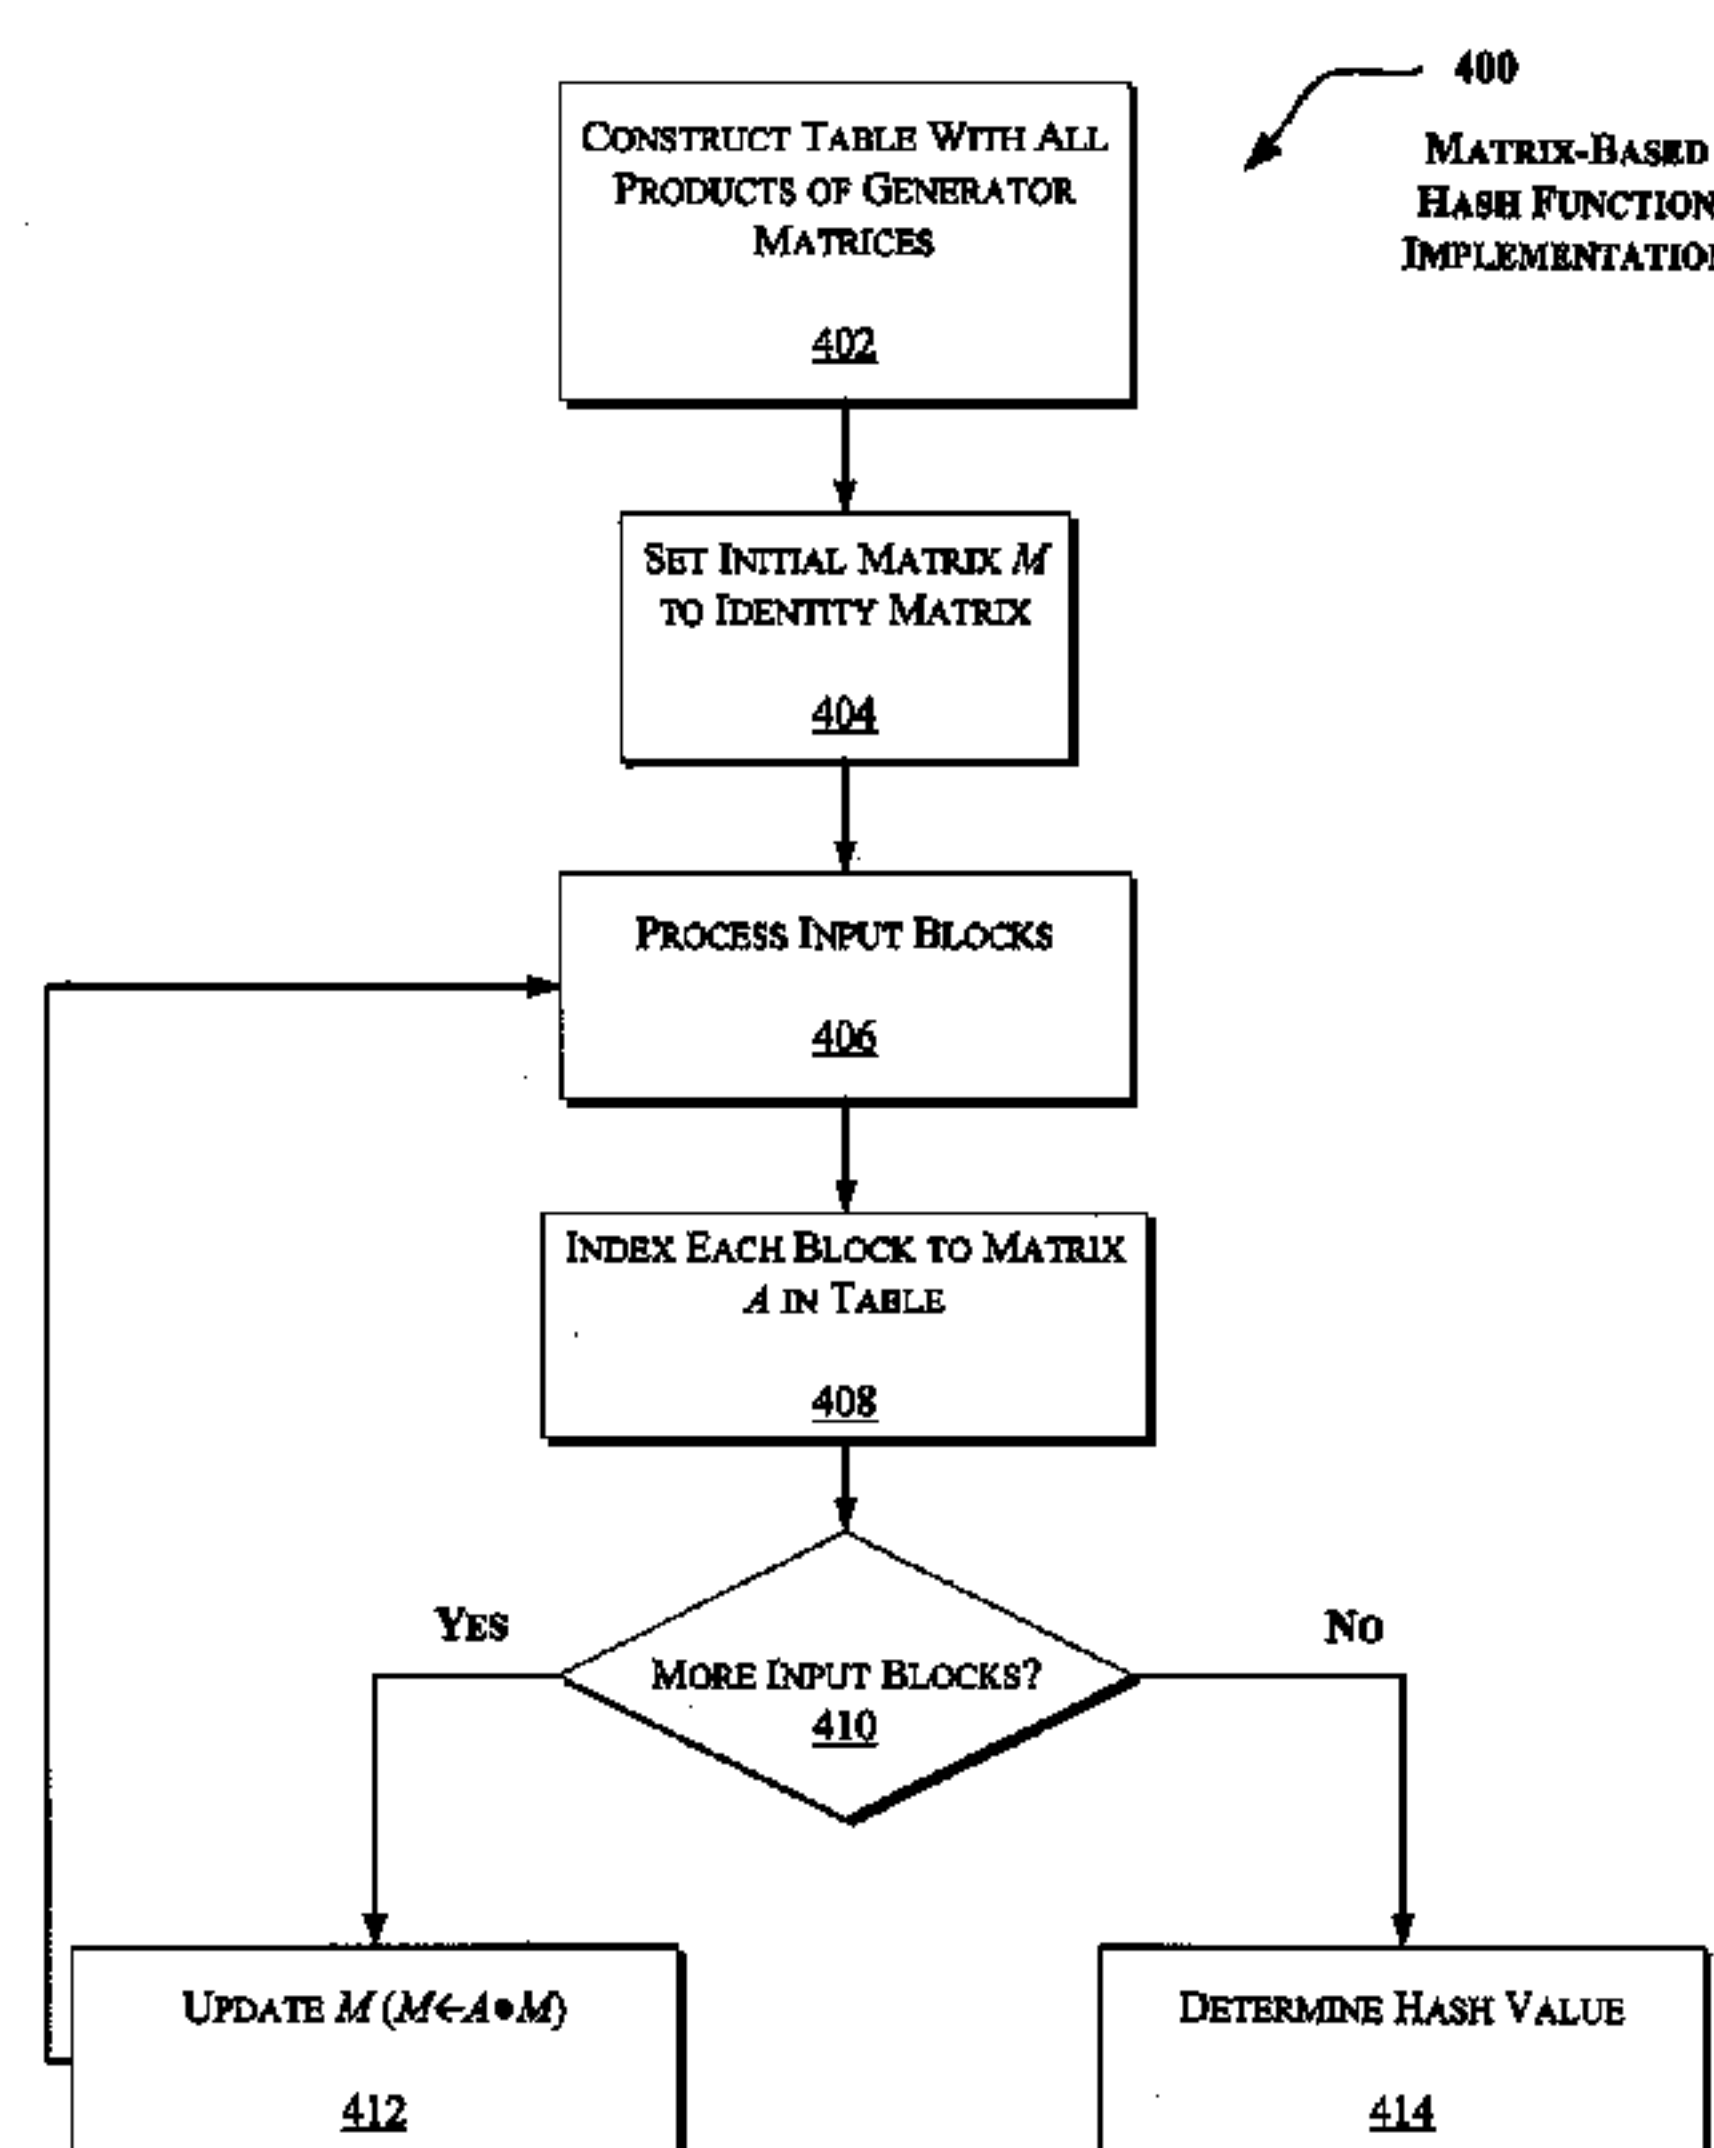 400
MATRIX-BASED
HASH FUNCTION
IMPLEMENTATION
CONSTRUCT TABLE WITH ALL
PRODUCTS OF GENERATOR
MATRICES
402
SET INITIAL MATRIX M
TO IDENTITY MATRIX
404
PROCESS INPUT BLOCKS
406
INDEX EACH BLOCK TO MATRIX
A IN TABLE
408
YES
NO
MORE INPUT BLOCKS?
410
UPDATE M (M←A●M)
412
DETERMINE HASH VALUE
414